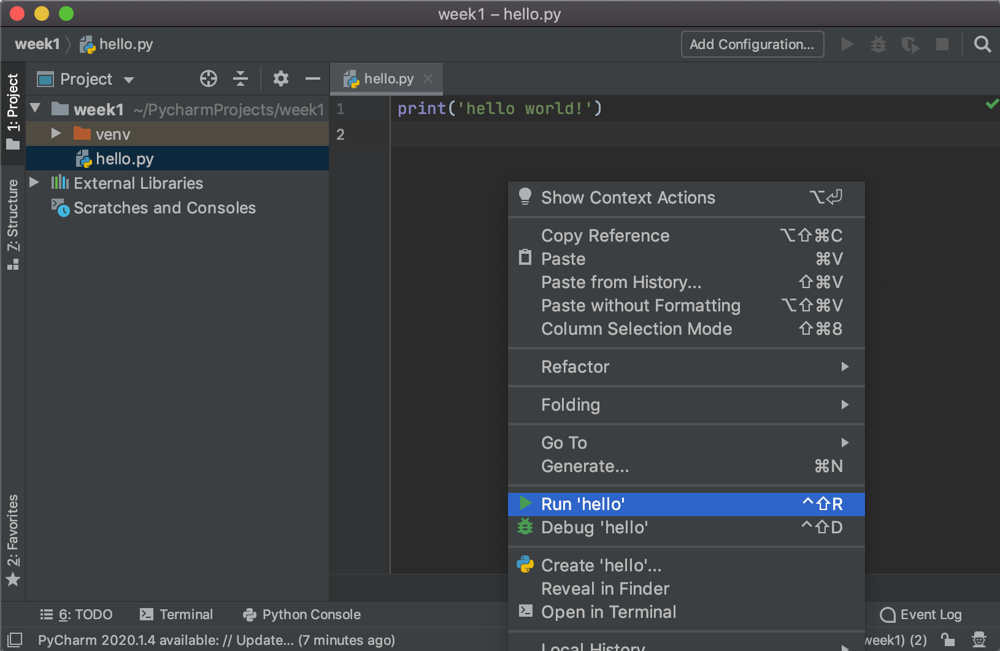 week1 – hello.py
week1 hello.py
Add Configuration...
1: Project
Project
hello.py
week1 ~/PycharmProjects/week1
venv
hello.py
External Libraries
Scratches and Consoles
7: Structure
2: Favorites
1 print('hello world!')
2
Show Context Actions ⌥⏎
Copy Reference ⌥⇧⌘C
Paste ⌘V
Paste from History... ⇧⌘V
Paste without Formatting ⌥⇧⌘V
Column Selection Mode ⇧⌘8
Refactor
Folding
Go To
Generate... ⌘N
Run 'hello' ^⇧R
Debug 'hello' ^⇧D
Create 'hello'...
Reveal in Finder
Open in Terminal
Local History
6: TODO Terminal Python Console Event Log
PyCharm 2020.1.4 available: // Update... (7 minutes ago) week1) (2)